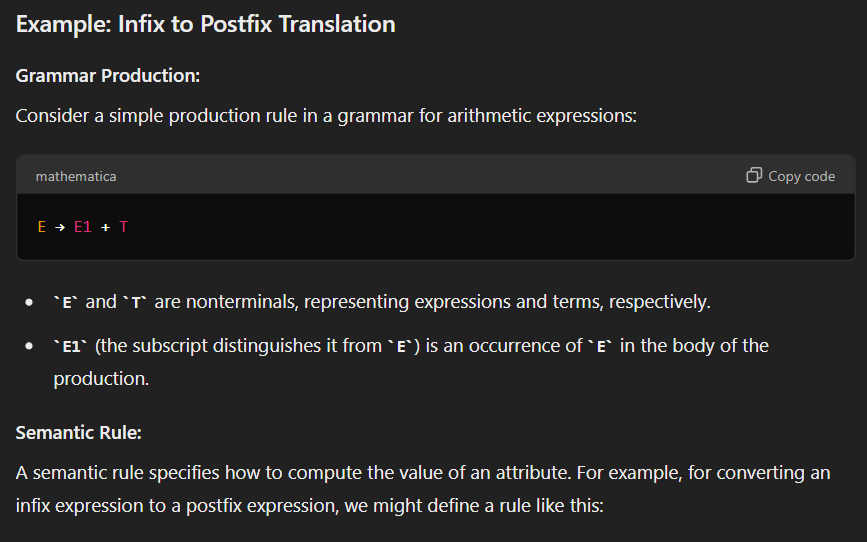 Example: Infix to Postfix Translation
Grammar Production:
Consider a simple production rule in a grammar for arithmetic expressions:
mathematica
Copy code
E → E1 + T
• `E` and `T` are nonterminals, representing expressions and terms, respectively.
• `E1` (the subscript distinguishes it from `E`) is an occurrence of `E` in the body of the
production.
Semantic Rule:
A semantic rule specifies how to compute the value of an attribute. For example, for converting an
infix expression to a postfix expression, we might define a rule like this: